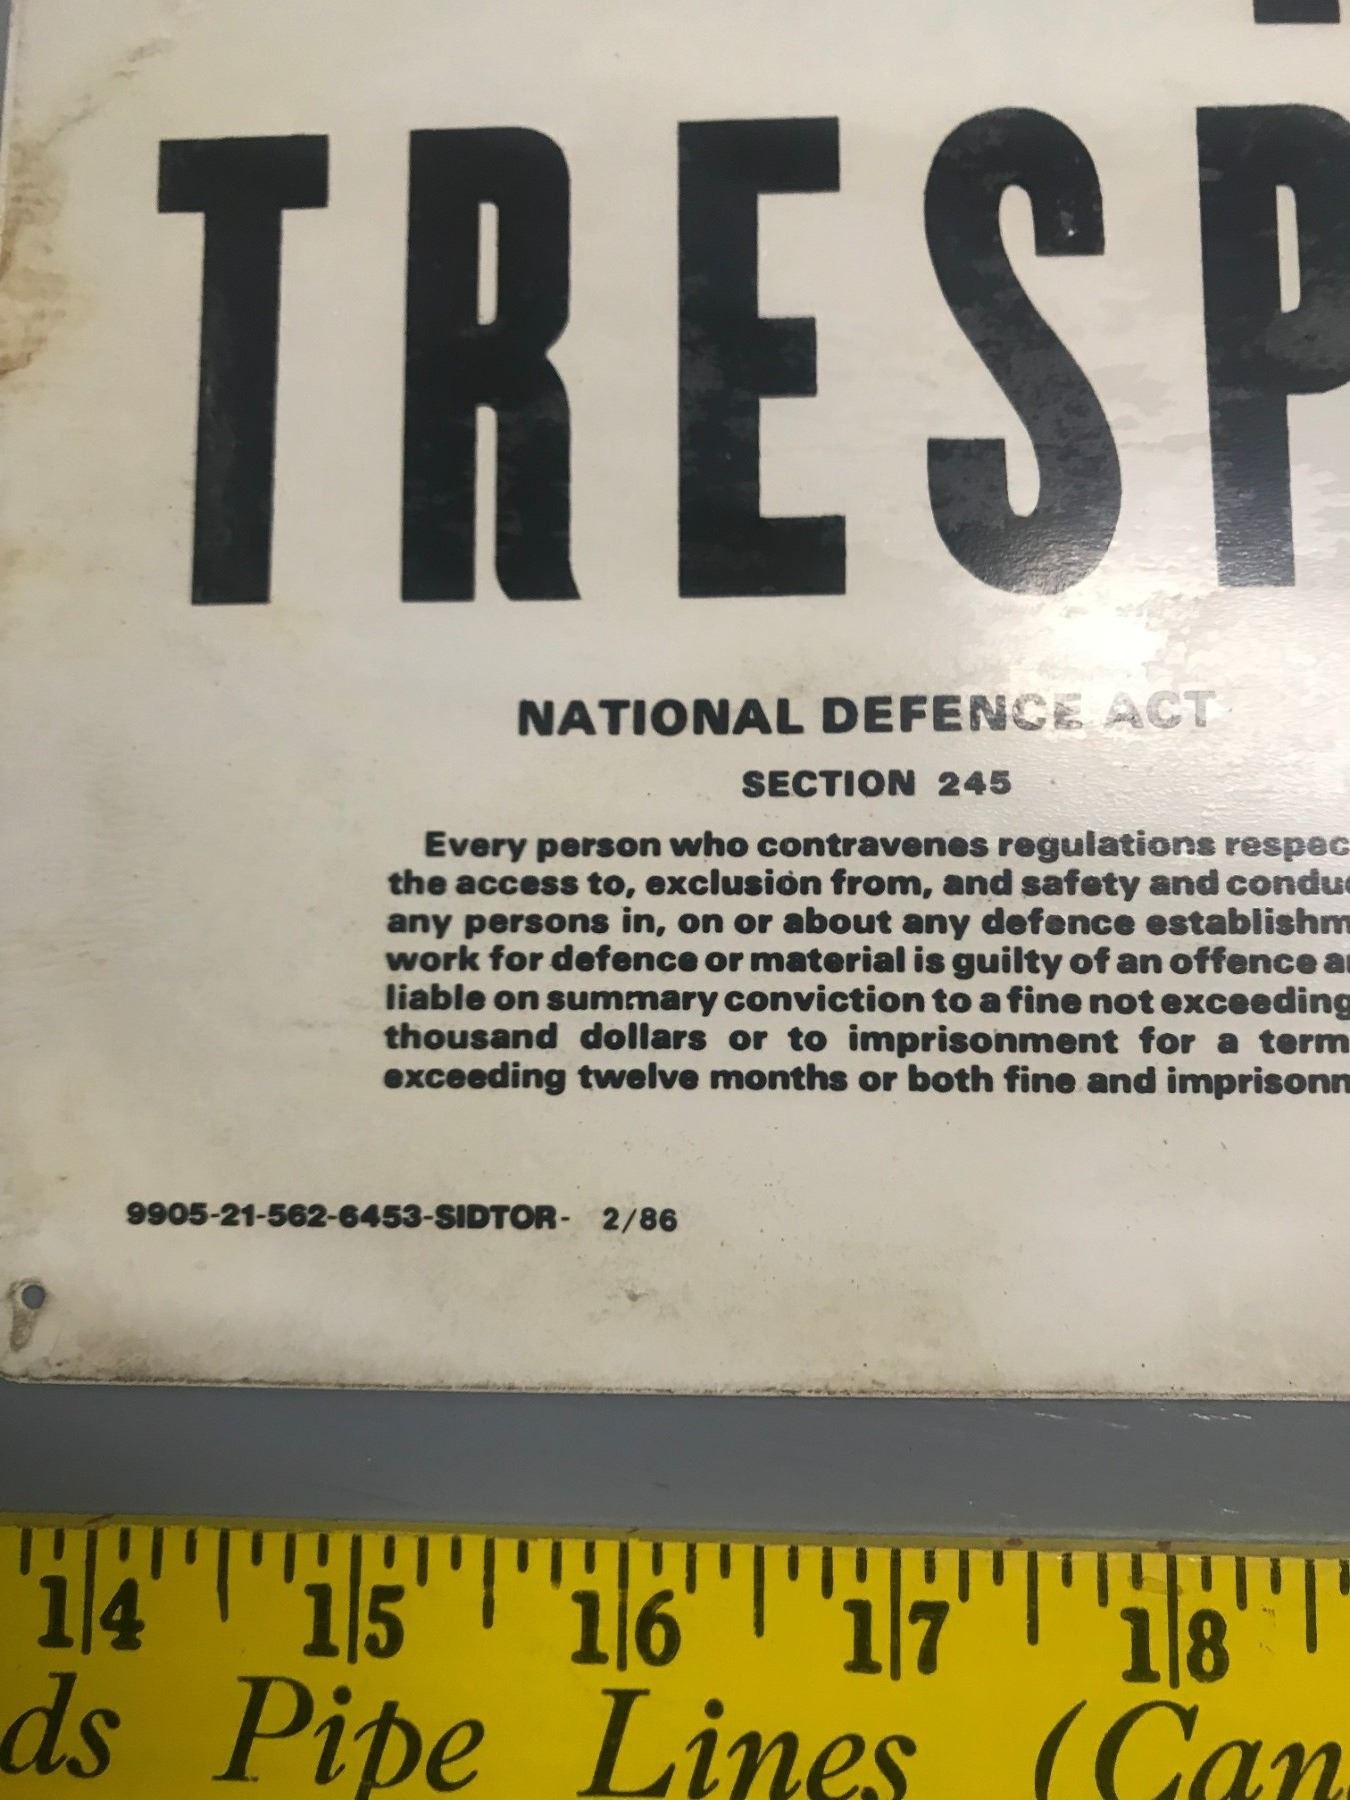 TRESP
NATIONAL DEFENCE ACT
SECTION 245
Every person who contravenes regulations respec
the access to, exclusion from, and safety and condu
any persons in, on or about any defence establishm
work for defence or material is guilty of an offence a
liable on summary conviction to a fine not exceeding
thousand dollars or to imprisonment for a term
exceeding twelve months or both fine and imprisonm
9905-21-562-6453-SIDTOR- 2/86
14 15 16 17 18
ds Pipe Lines (Can